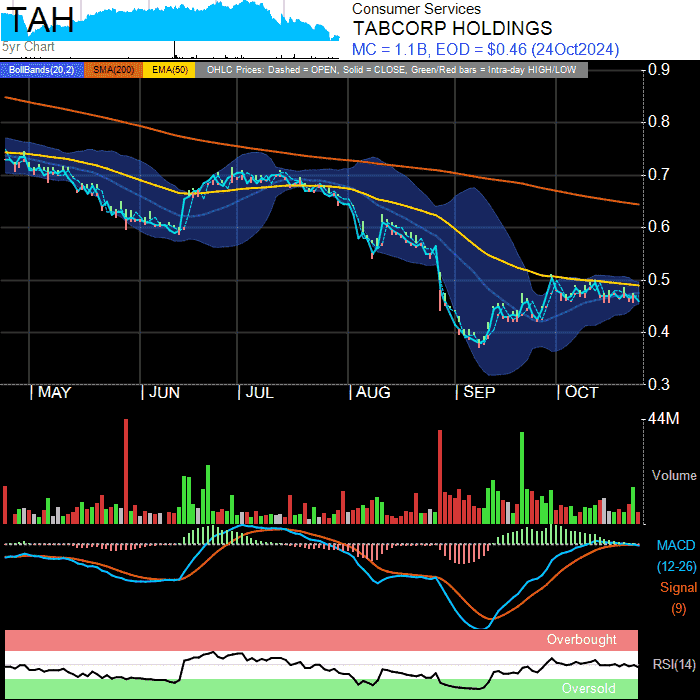 TAH
5yr Chart
Consumer Services
TABCORP HOLDINGS
MC = 1.1B, EOD = $0.46 (24Oct2024)
BollBands(20,2) SMA(200) EMA(50) OHLC Prices: Dashed = OPEN, Solid = CLOSE, Green/Red bars = Intra-day HIGH/LOW
0.9
0.8
0.7
0.6
0.5
0.4
0.3
| MAY | JUN | JUL | AUG | SEP | OCT
44M
Volume
MACD
(12-26)
Signal
(9)
Overbought
RSI(14)
Oversold